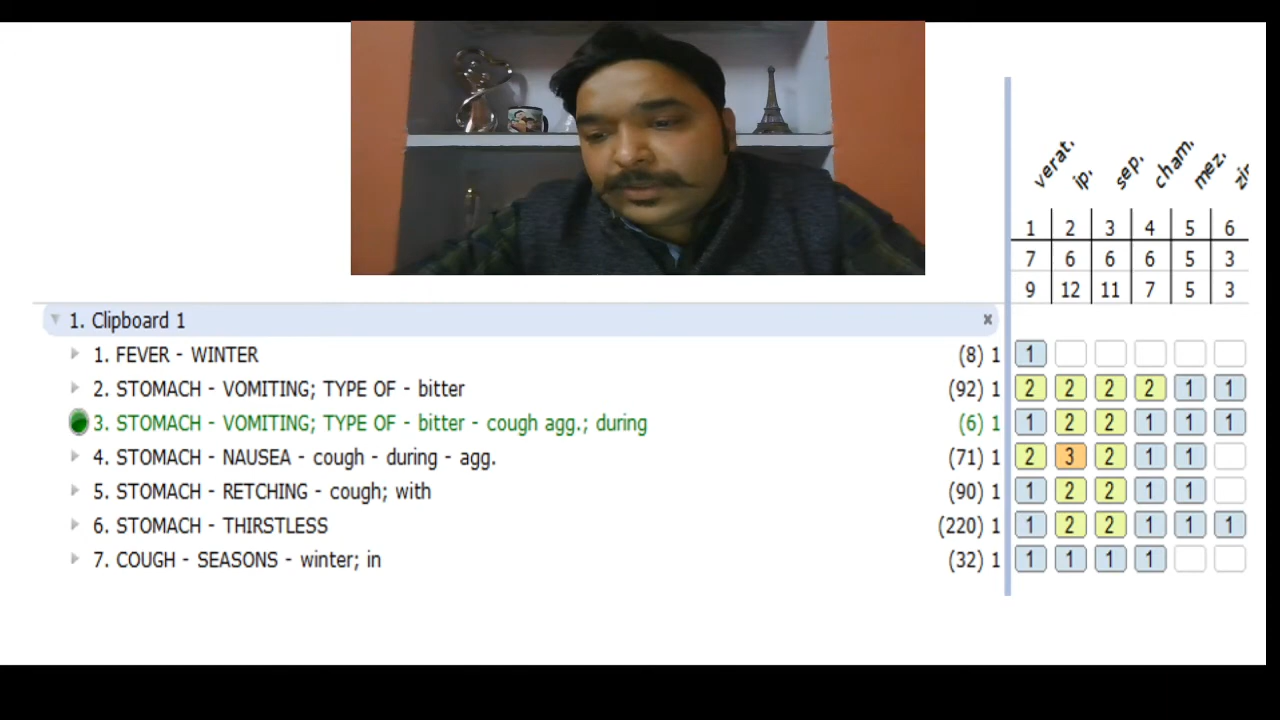 verat. ip. sep. cham. mez.
1 2 3 4 5 6
7 6 6 6 5 3
9 12 11 7 5 3
1. Clipboard 1 ×
1. FEVER - WINTER (8) 1 1
2. STOMACH - VOMITING; TYPE OF - bitter (92) 1 2 2 2 2 1 1
3. STOMACH - VOMITING; TYPE OF - bitter - cough agg.; during (6) 1 1 2 2 1 1 1
4. STOMACH - NAUSEA - cough - during - agg. (71) 1 2 3 2 1 1
5. STOMACH - RETCHING - cough; with (90) 1 1 2 2 1 1
6. STOMACH - THIRSTLESS (220) 1 1 2 2 1 1 1
7. COUGH - SEASONS - winter; in (32) 1 1 1 1 1